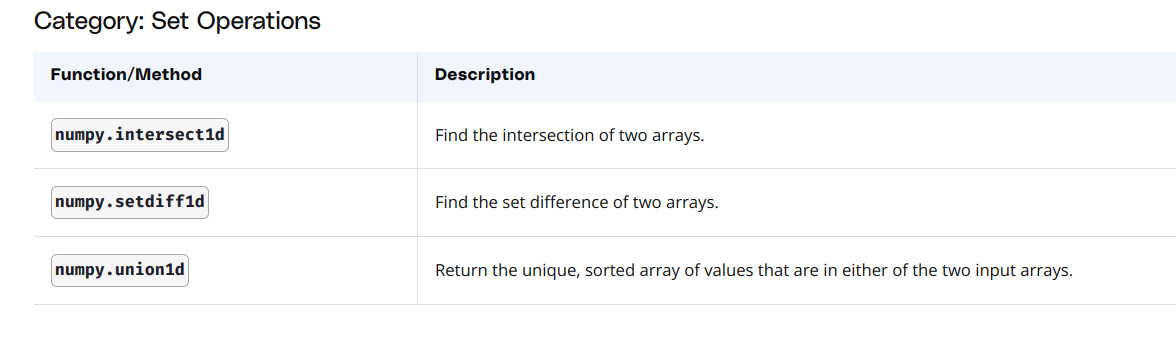 Category: Set Operations
Function/Method Description
numpy.intersect1d Find the intersection of two arrays.
numpy.setdiff1d Find the set difference of two arrays.
numpy.union1d Return the unique, sorted array of values that are in either of the two input arrays.